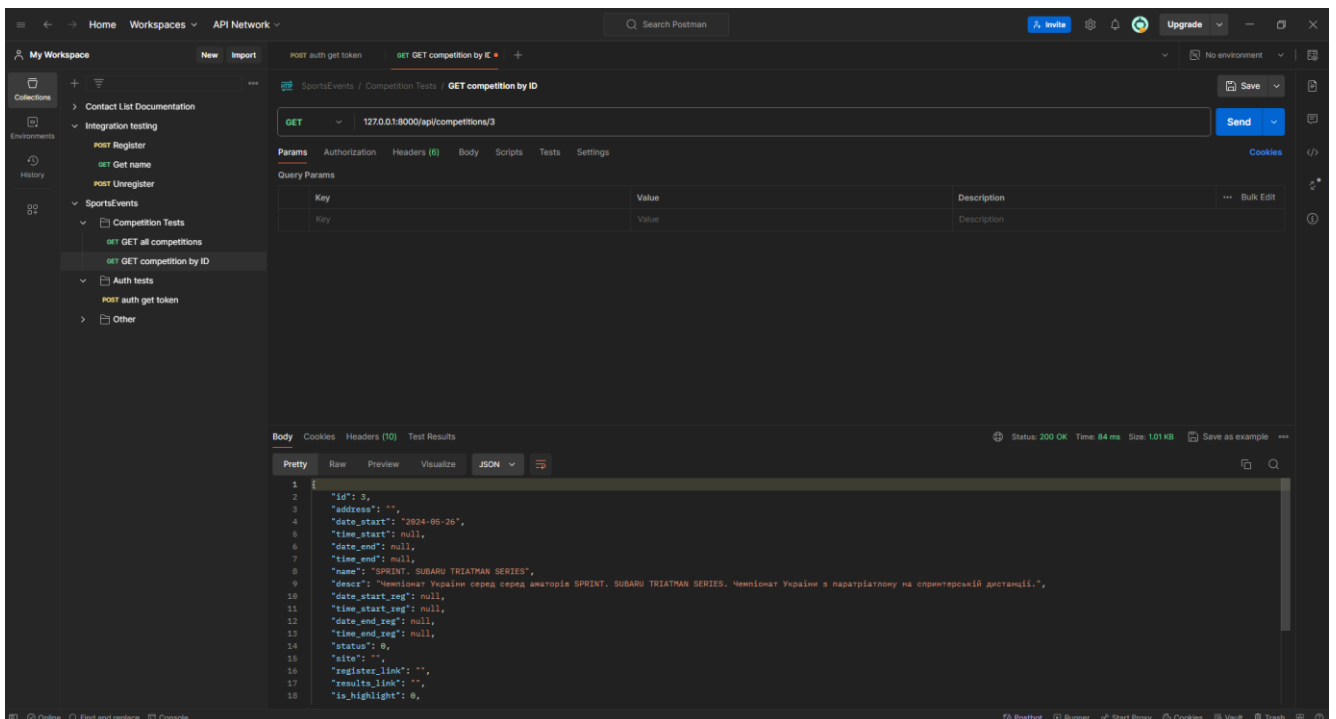 Home Workspaces API Network Search Postman Invite Upgrade
My Workspace New Import POST auth get token GET GET competition by ID + No environment
Collections
Environments
History
Contact List Documentation
Integration testing
POST Register
GET Get name
POST Unregister
SportsEvents
Competition Tests
GET GET all competitions
GET GET competition by ID
Auth tests
POST auth get token
Other
SportsEvents / Competition Tests / GET competition by ID Save
GET 127.0.0.1:8000/api/competitions/3 Send
Params Authorization Headers (6) Body Scripts Tests Settings Cookies
Query Params
Key Value Description ••• Bulk Edit
Key Value Description
Body Cookies Headers (10) Test Results Status: 200 OK Time: 84 ms Size: 1.01 KB Save as example •••
Pretty Raw Preview Visualize JSON
1 {
2 "id": 3,
3 "address": "",
4 "date_start": "2024-05-26",
5 "time_start": null,
6 "date_end": null,
7 "time_end": null,
8 "name": "SPRINT. SUBARU TRIATMAN SERIES",
9 "descr": "Чемпіонат України серед серед аматорів SPRINT. SUBARU TRIATMAN SERIES. Чемпіонат України з паратріатлону на спринтерській дистанції.",
10 "date_start_reg": null,
11 "time_start_reg": null,
12 "date_end_reg": null,
13 "time_end_reg": null,
14 "status": 0,
15 "site": "",
16 "register_link": "",
17 "results_link": "",
18 "is_highlight": 0,
Online Find and replace Console Postbot Runner Start Proxy Cookies Vault Trash